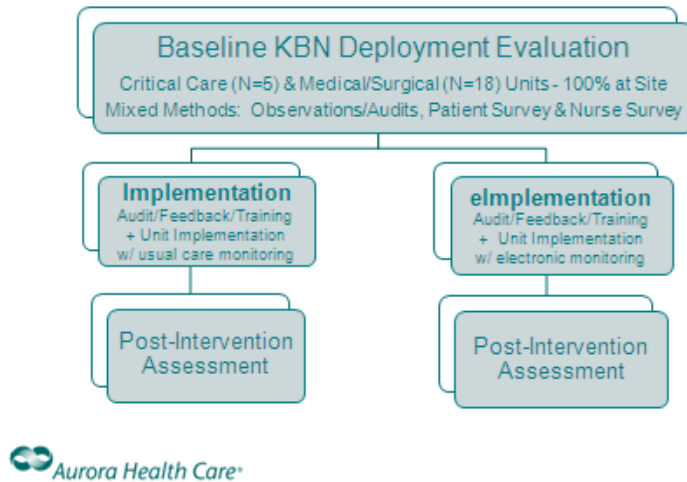 Baseline KBN Deployment Evaluation
Critical Care (N=5) & Medical/Surgical (N=18) Units - 100% at Site
Mixed Methods: Observations/Audits, Patient Survey & Nurse Survey
Implementation
Audit/Feedback/Training
+ Unit Implementation
w/ usual care monitoring
eImplementation
Audit/Feedback/Training
+ Unit Implementation
w/ electronic monitoring
Post-Intervention
Assessment
Post-Intervention
Assessment
Aurora Health Care®